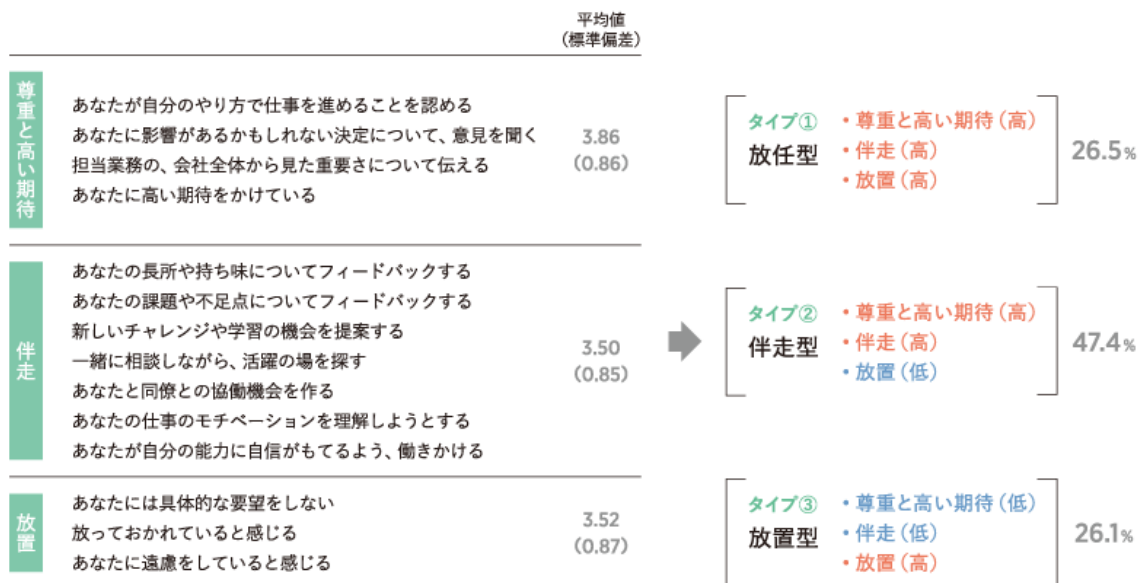 平均値
（標準偏差）
尊重と高い期待
あなたが自分のやり方で仕事を進めることを認める
あなたに影響があるかもしれない決定について、意見を聞く
担当業務の、会社全体から見た重要さについて伝える
あなたに高い期待をかけている
3.86
(0.86)
伴走
あなたの長所や持ち味についてフィードバックする
あなたの課題や不足点についてフィードバックする
新しいチャレンジや学習の機会を提案する
一緒に相談しながら、活躍の場を探す
あなたと同僚との協働機会を作る
あなたの仕事のモチベーションを理解しようとする
あなたが自分の能力に自信がもてるよう、働きかける
3.50
(0.85)
放置
あなたには具体的な要望をしない
放っておかれていると感じる
あなたに遠慮をしていると感じる
3.52
(0.87)
タイプ①
放任型
・尊重と高い期待（高）
・伴走（高）
・放置（高）
26.5%
タイプ②
伴走型
・尊重と高い期待（高）
・伴走（高）
・放置（低）
47.4%
タイプ③
放置型
・尊重と高い期待（低）
・伴走（低）
・放置（高）
26.1%